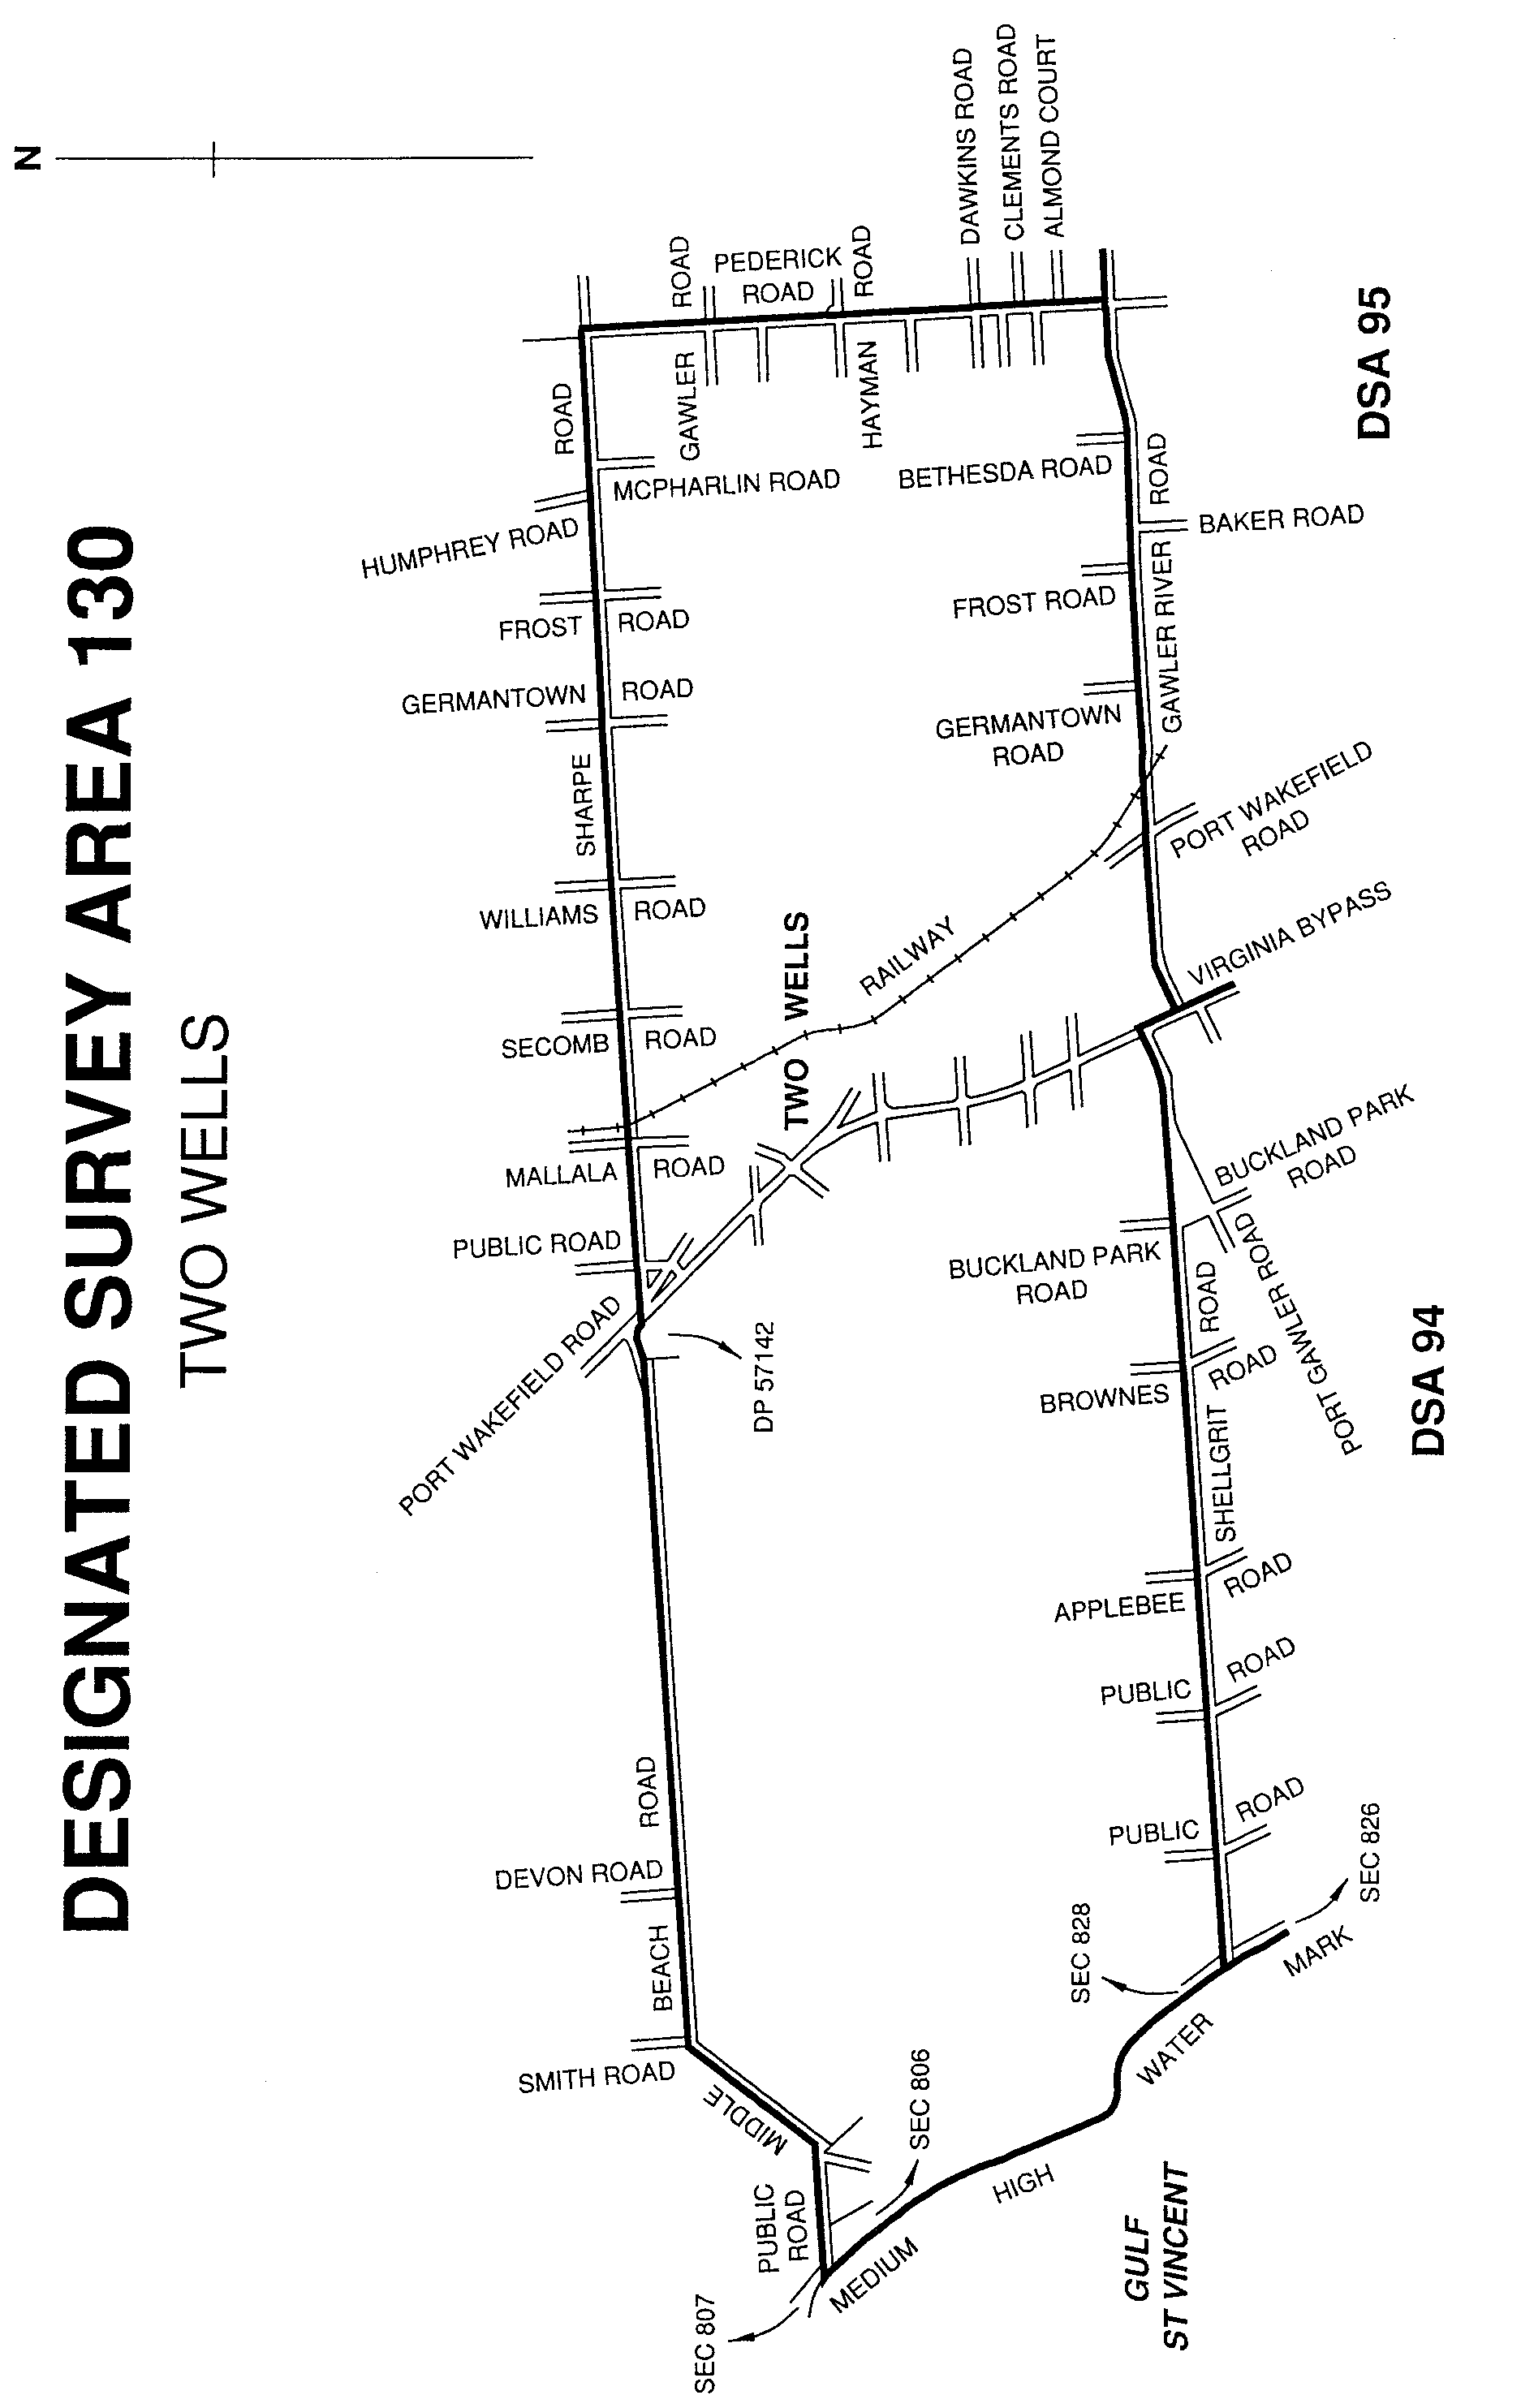 DESIGNATED SURVEY AREA 130
TWO WELLS
N
PORT WAKEFIELD ROAD
PUBLIC ROAD
MALLALA
ROAD
SECOMB
ROAD
WILLIAMS
ROAD
SHARPE
GERMANTOWN
ROAD
FROST
ROAD
HUMPHREY ROAD
MCPHARLIN ROAD
ROAD
GAWLER
ROAD
PEDERICK
ROAD
HAYMAN
ROAD
DAWKINS ROAD
CLEMENTS ROAD
ALMOND COURT
SMITH ROAD
MIDDLE
BEACH
ROAD
DEVON ROAD
PUBLIC
ROAD
SEC 807
SEC 806
DP 57142
TWO WELLS
RAILWAY
BETHESDA ROAD
FROST ROAD
GERMANTOWN
ROAD
GAWLER RIVER
ROAD
BAKER ROAD
PORT WAKEFIELD
ROAD
VIRGINIA BYPASS
BUCKLAND PARK
ROAD
BUCKLAND PARK
ROAD
PORT GAWLER ROAD
BROWNES
ROAD
SHELLGRIT
ROAD
APPLEBEE
ROAD
PUBLIC
ROAD
PUBLIC
ROAD
SEC 828
SEC 826
MEDIUM
HIGH
WATER
MARK
GULF
ST VINCENT
DSA 94
DSA 95